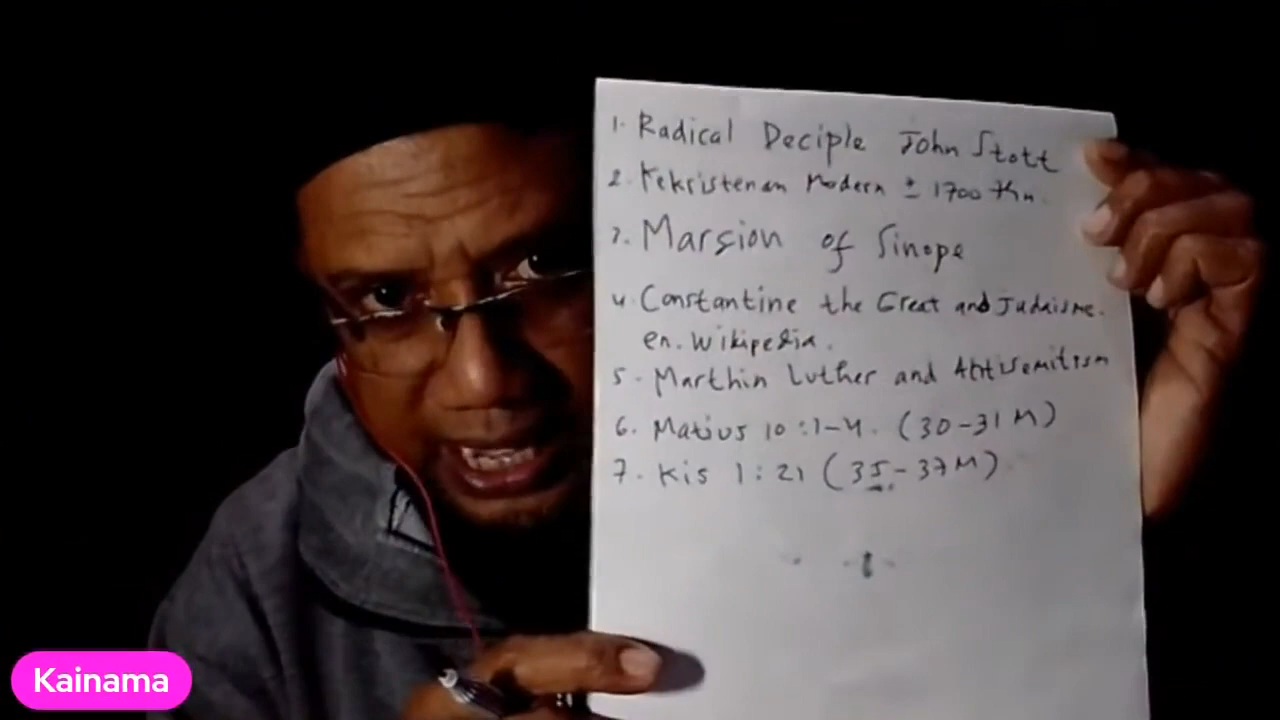 1. Radical Deciple John Stott
2. Kekristenan Modern ± 1700 thn.
3. Marsion of Sinope
4. Constantine the Great and Judaisme.
en. Wikipedia.
5. Marthin Luther and Antisemitism
6. Matius 10:1-4. (30-31 M)
7. Kis 1:21 (35-37 M)
Kainama